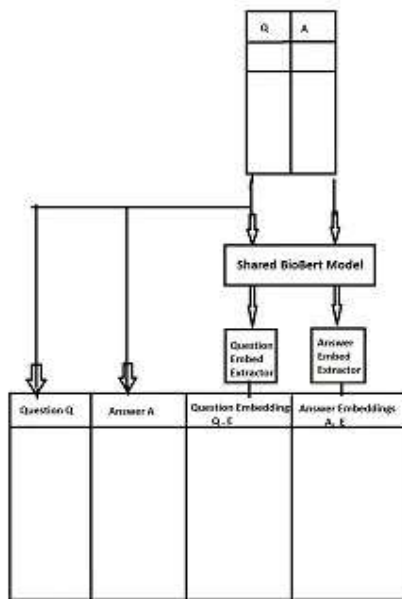 Q A
Shared BioBert Model
Question
Embed
Extractor
Answer
Embed
Extractor
Question Q
Answer A
Question Embedding
Q_E
Answer Embeddings
A_E